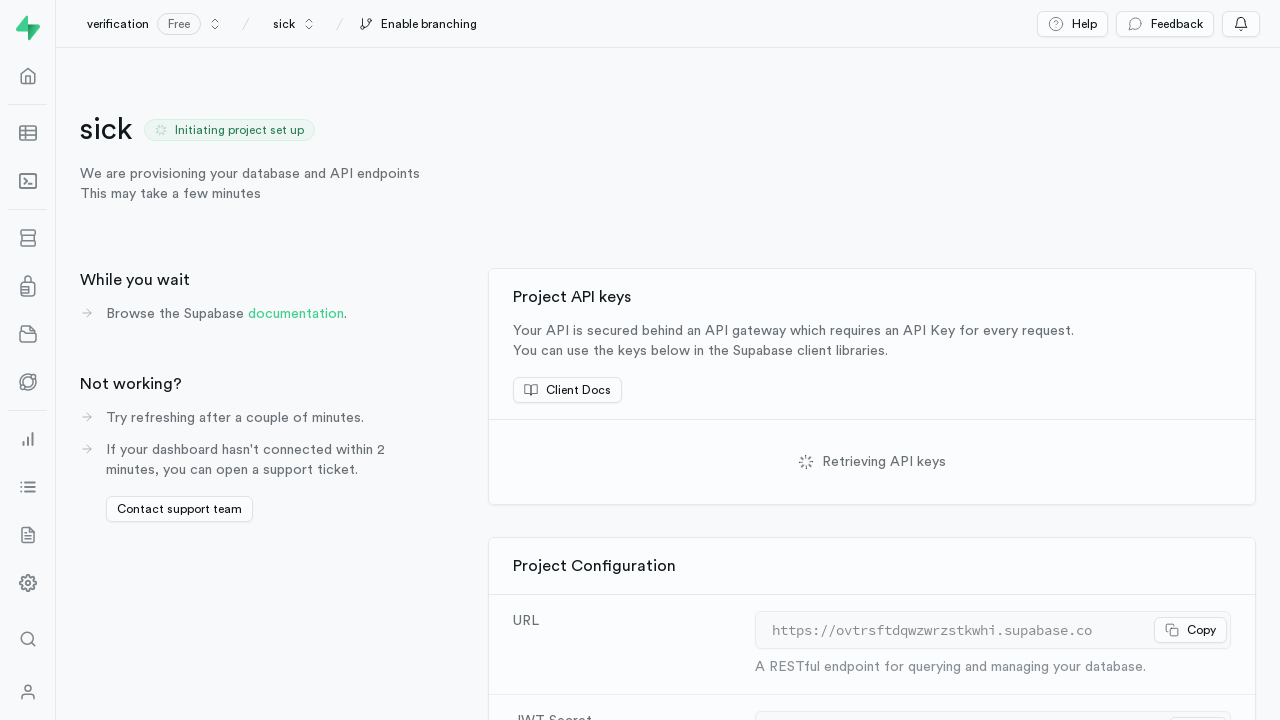 verification Free sick Enable branching Help Feedback
sick Initiating project set up
We are provisioning your database and API endpoints
This may take a few minutes
While you wait
Browse the Supabase documentation.
Not working?
Try refreshing after a couple of minutes.
If your dashboard hasn't connected within 2
minutes, you can open a support ticket.
Contact support team
Project API keys
Your API is secured behind an API gateway which requires an API Key for every request.
You can use the keys below in the Supabase client libraries.
Client Docs
Retrieving API keys
Project Configuration
URL
https://ovtrsftdqwzwrzstkwhi.supabase.co Copy
A RESTful endpoint for querying and managing your database.
JWT Secret